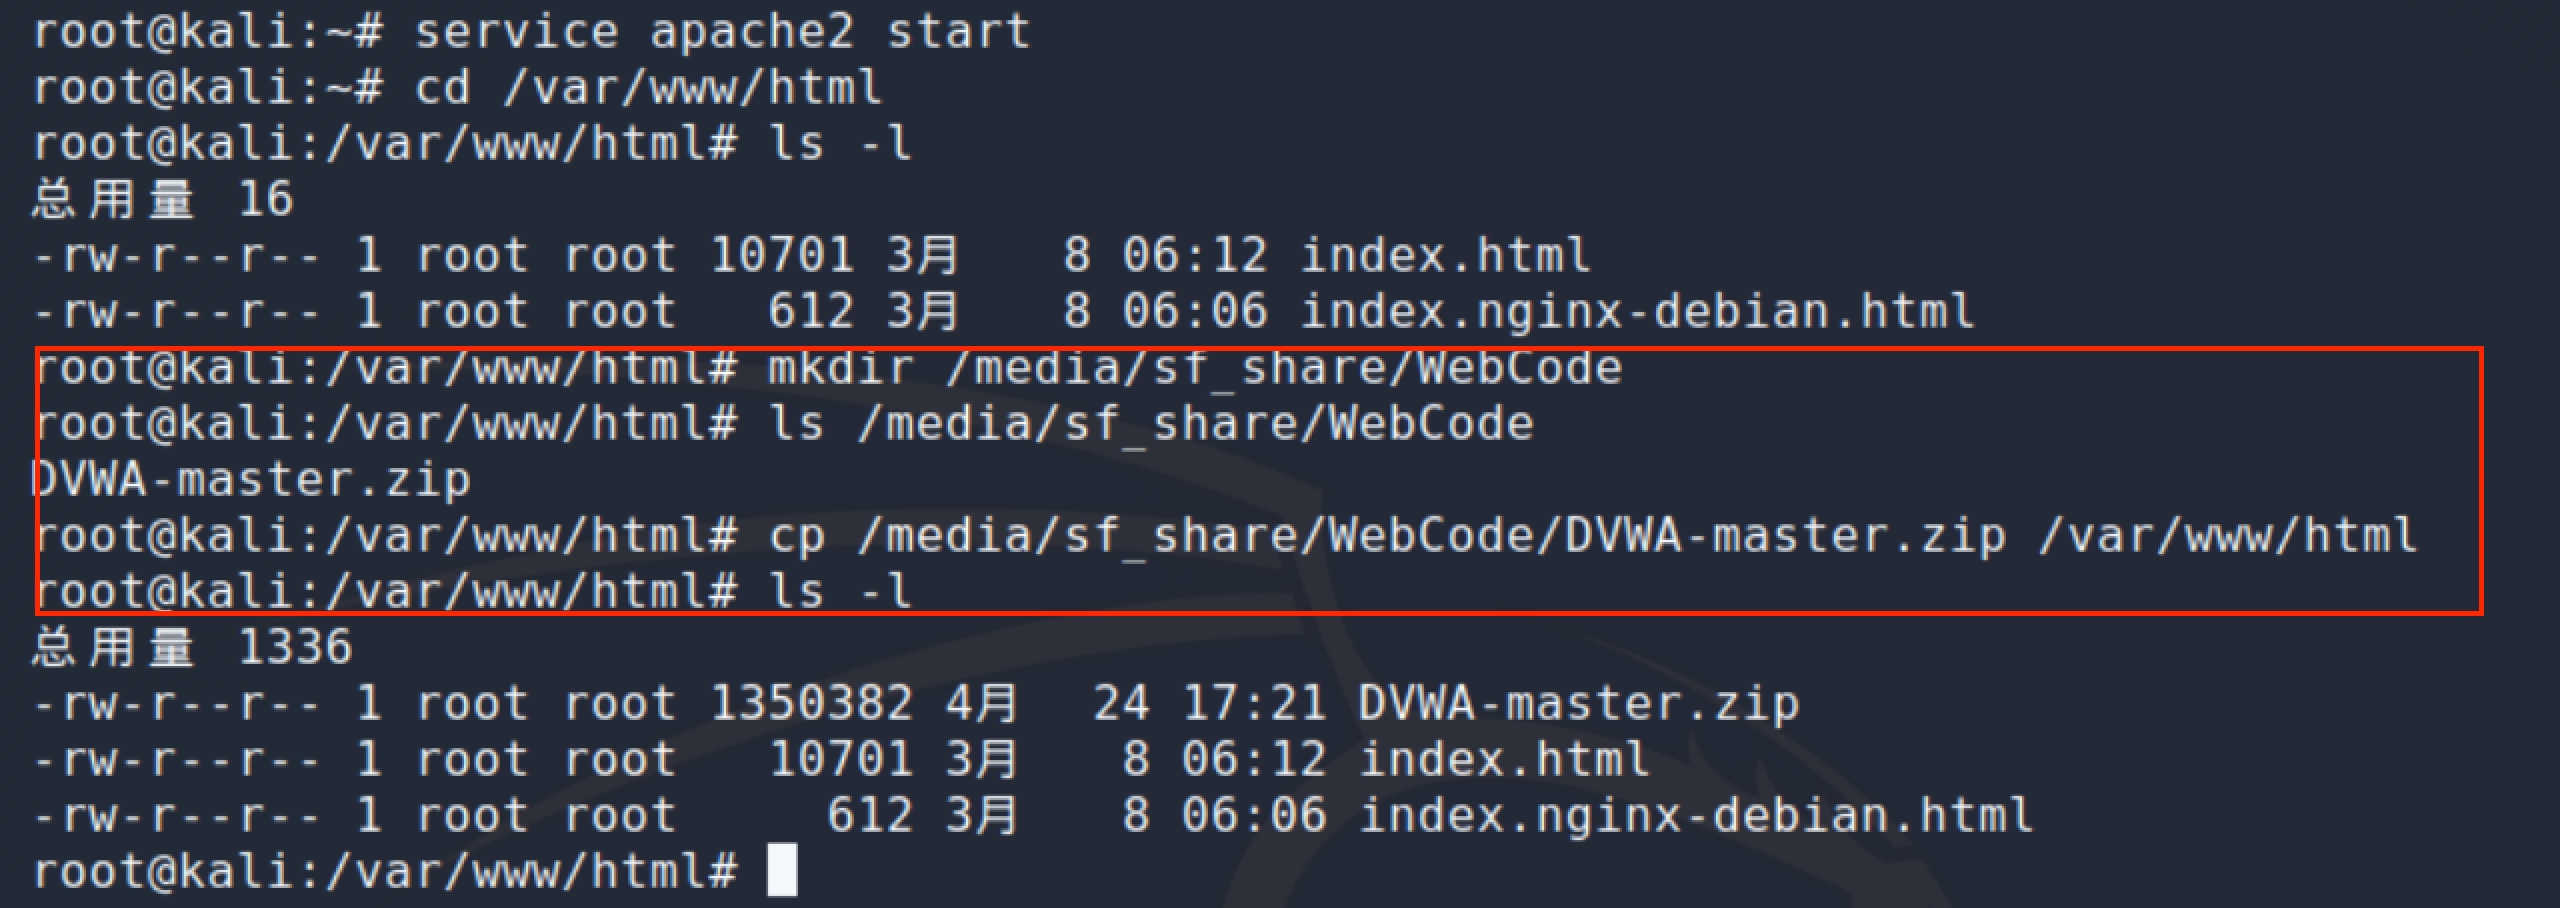 root@kali:~# service apache2 start
root@kali:~# cd /var/www/html
root@kali:/var/www/html# ls -l
总用量 16
-rw-r--r-- 1 root root 10701 3月   8 06:12 index.html
-rw-r--r-- 1 root root   612 3月   8 06:06 index.nginx-debian.html
root@kali:/var/www/html# mkdir /media/sf_share/WebCode
root@kali:/var/www/html# ls /media/sf_share/WebCode
DVWA-master.zip
root@kali:/var/www/html# cp /media/sf_share/WebCode/DVWA-master.zip /var/www/html
root@kali:/var/www/html# ls -l
总用量 1336
-rw-r--r-- 1 root root 1350382 4月  24 17:21 DVWA-master.zip
-rw-r--r-- 1 root root   10701 3月   8 06:12 index.html
-rw-r--r-- 1 root root     612 3月   8 06:06 index.nginx-debian.html
root@kali:/var/www/html#